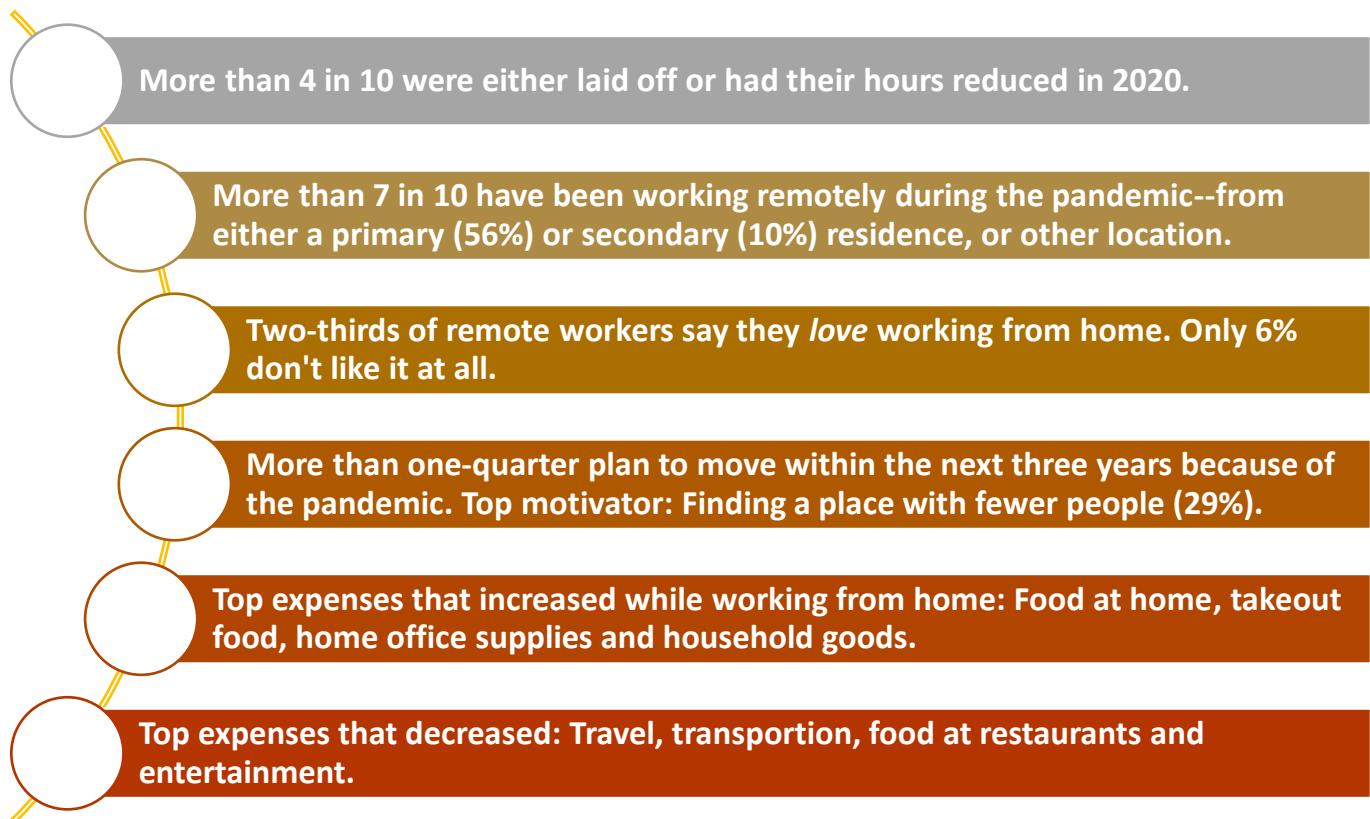 More than 4 in 10 were either laid off or had their hours reduced in 2020.
More than 7 in 10 have been working remotely during the pandemic--from
either a primary (56%) or secondary (10%) residence, or other location.
Two-thirds of remote workers say they love working from home. Only 6%
don't like it at all.
More than one-quarter plan to move within the next three years because of
the pandemic. Top motivator: Finding a place with fewer people (29%).
Top expenses that increased while working from home: Food at home, takeout
food, home office supplies and household goods.
Top expenses that decreased: Travel, transportion, food at restaurants and
entertainment.